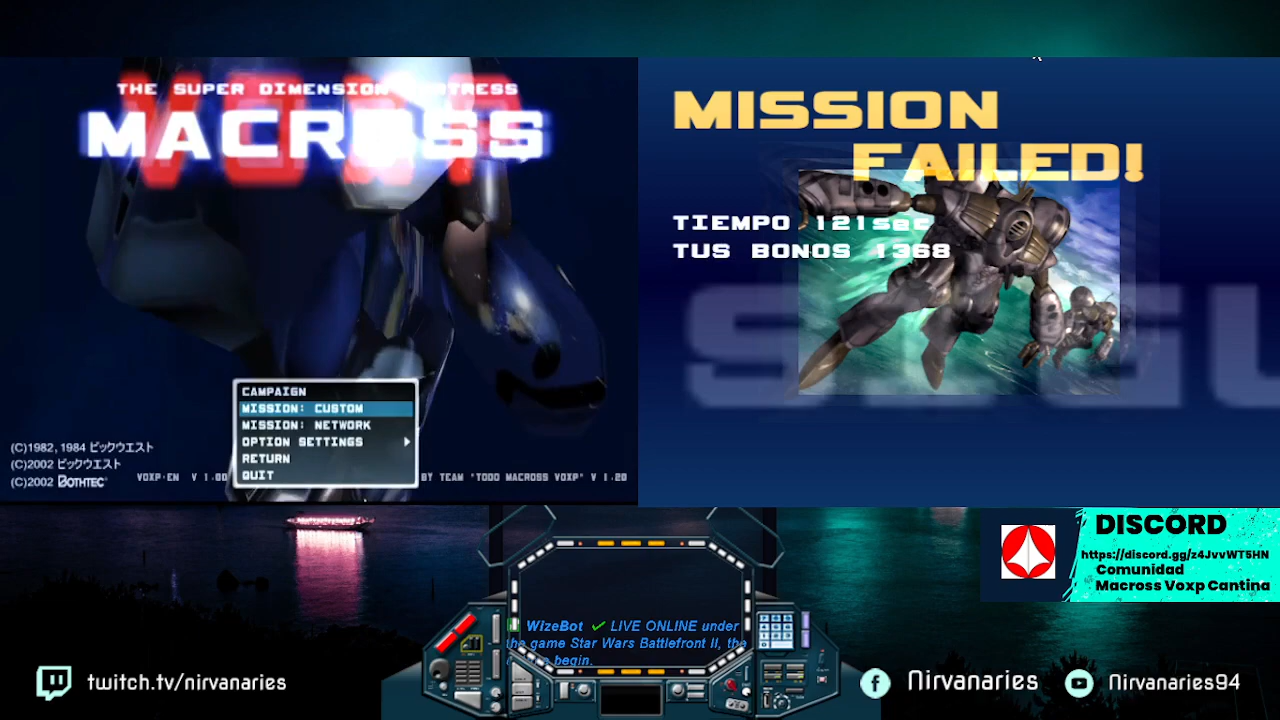 THE SUPER DIMENSION FORTRESS
MACROSS
VOXP
CAMPAIGN
MISSION: CUSTOM
MISSION: NETWORK
OPTION SETTINGS
RETURN
QUIT
(C)1982, 1984 ビックウエスト
(C)2002 ビックウエスト
(C)2002 BOTHTEC
VOXP-EN V 1.00
BY TEAM "TODO MACROSS VOXP" V 1.20
MISSION
FAILED!
TIEMPO 121sec
TUS BONOS 1368
DISCORD
https://discord.gg/z4JvvWT5HN
Comunidad
Macross Voxp Cantina
WizeBot ✓ LIVE ONLINE under
the game Star Wars Battlefront II, the
begin.
twitch.tv/nirvanaries
Nirvanaries
Nirvanaries94